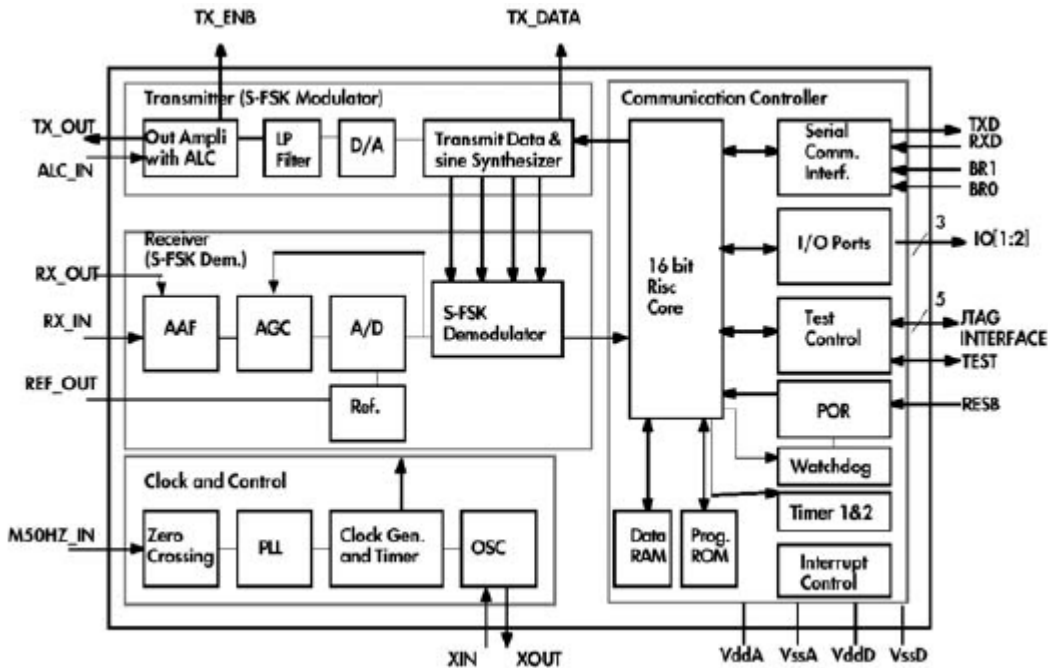 TX_ENB
TX_DATA
Transmitter (S-FSK Modulator)
Communication Controller
TX_OUT
ALC_IN
Out Ampli
with ALC
LP
Filter
D/A
Transmit Data &
sine Synthesizer
Serial
Comm.
Interf.
TXD
RXD
BR1
BR0
Receiver
(S-FSK Dem.)
16 bit
Risc
Core
I/O Ports
3
IO[1:2]
RX_OUT
RX_IN
AAF
AGC
A/D
S-FSK
Demodulator
Test
Control
5
JTAG
INTERFACE
TEST
REF_OUT
Ref.
POR
RESB
Watchdog
Clock and Control
Timer 1&2
M50HZ_IN
Zero
Crossing
PLL
Clock Gen.
and Timer
OSC
Data
RAM
Prog.
ROM
Interrupt
Control
XIN
XOUT
VddA
VssA
VddD
VssD